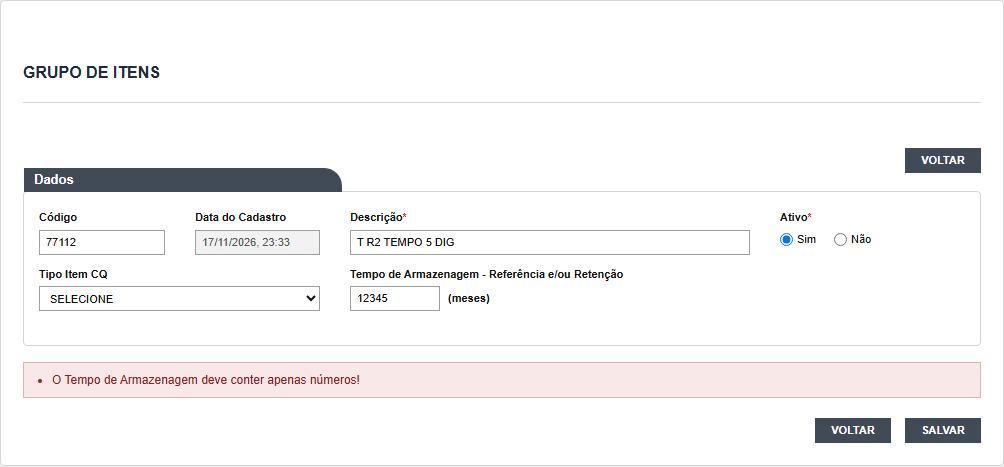 GRUPO DE ITENS
VOLTAR
Dados
Código
Data do Cadastro
Descrição*
Ativo*
77112
17/11/2026, 23:33
T R2 TEMPO 5 DIG
Sim
Não
Tipo Item CQ
Tempo de Armazenagem - Referência e/ou Retenção
SELECIONE
12345
(meses)
O Tempo de Armazenagem deve conter apenas números!
VOLTAR
SALVAR